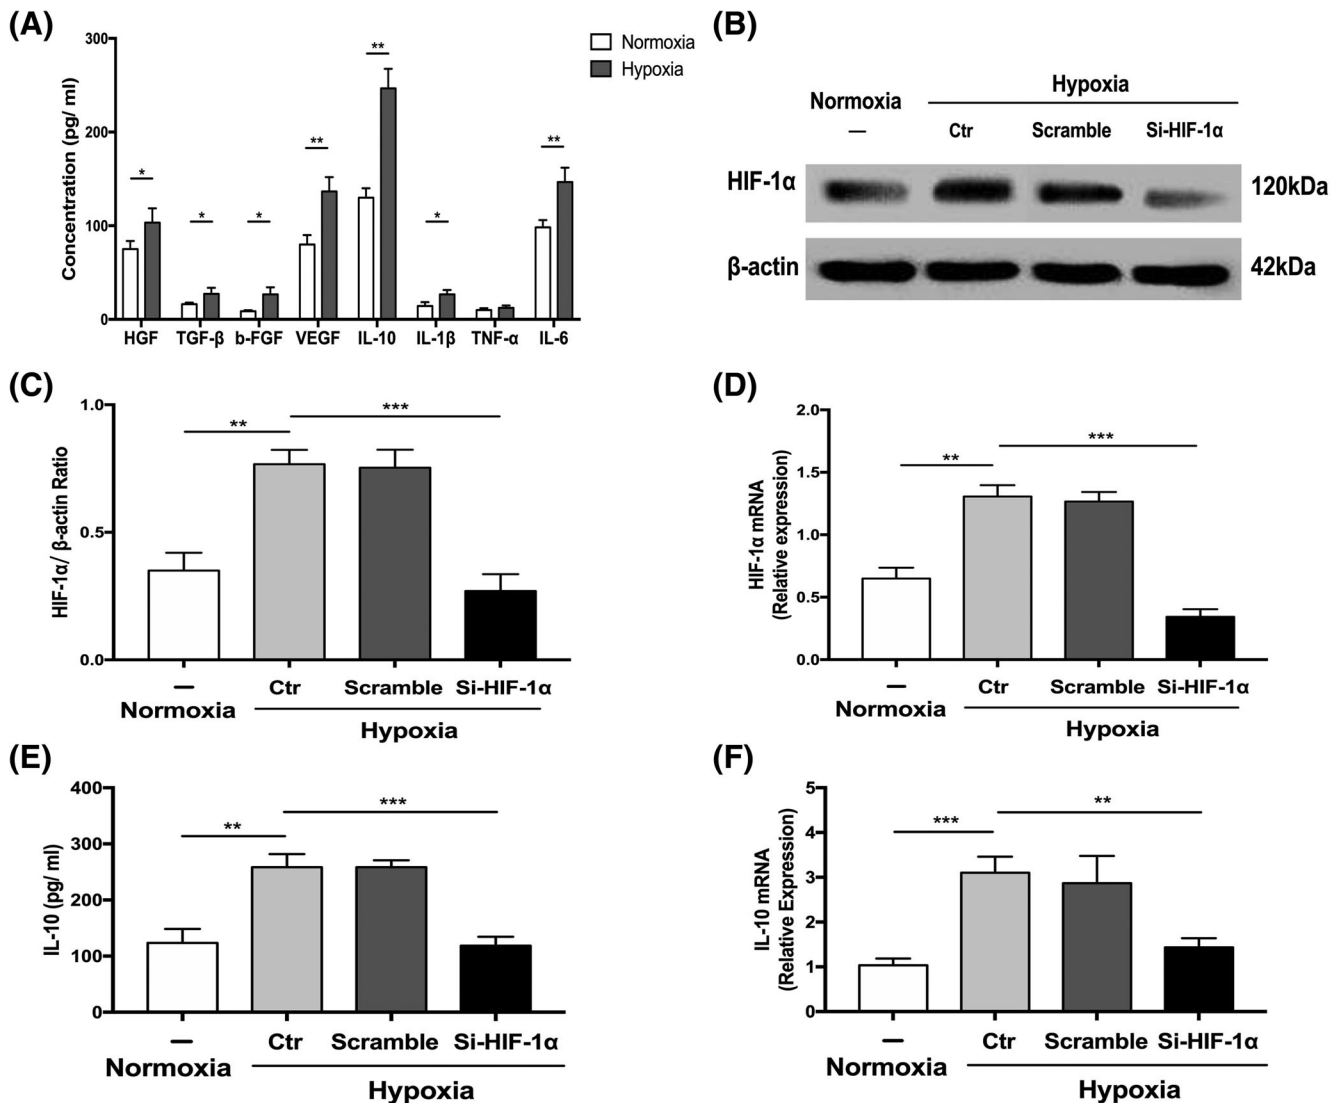 (A)
Concentration (pg/ ml)
300
200
100
0
*
*
*
**
**
*
**
HGF TGF-β b-FGF VEGF IL-10 IL-1β TNF-α IL-6
Normoxia
Hypoxia
(B)
Hypoxia
Normoxia
— Ctr Scramble Si-HIF-1α
HIF-1α 120kDa
β-actin 42kDa
(C)
HIF-1α/ β-actin Ratio
1.0
0.5
0.0
**
***
— Ctr Scramble Si-HIF-1α
Normoxia
Hypoxia
(D)
HIF-1α mRNA
(Relative expression)
2.0
1.5
1.0
0.5
0.0
**
***
— Ctr Scramble Si-HIF-1α
Normoxia
Hypoxia
(E)
IL-10 (pg/ ml)
400
300
200
100
0
**
***
— Ctr Scramble Si-HIF-1α
Normoxia
Hypoxia
(F)
IL-10 mRNA
(Relative Expression)
5
4
3
2
1
0
***
**
— Ctr Scramble Si-HIF-1α
Normoxia
Hypoxia